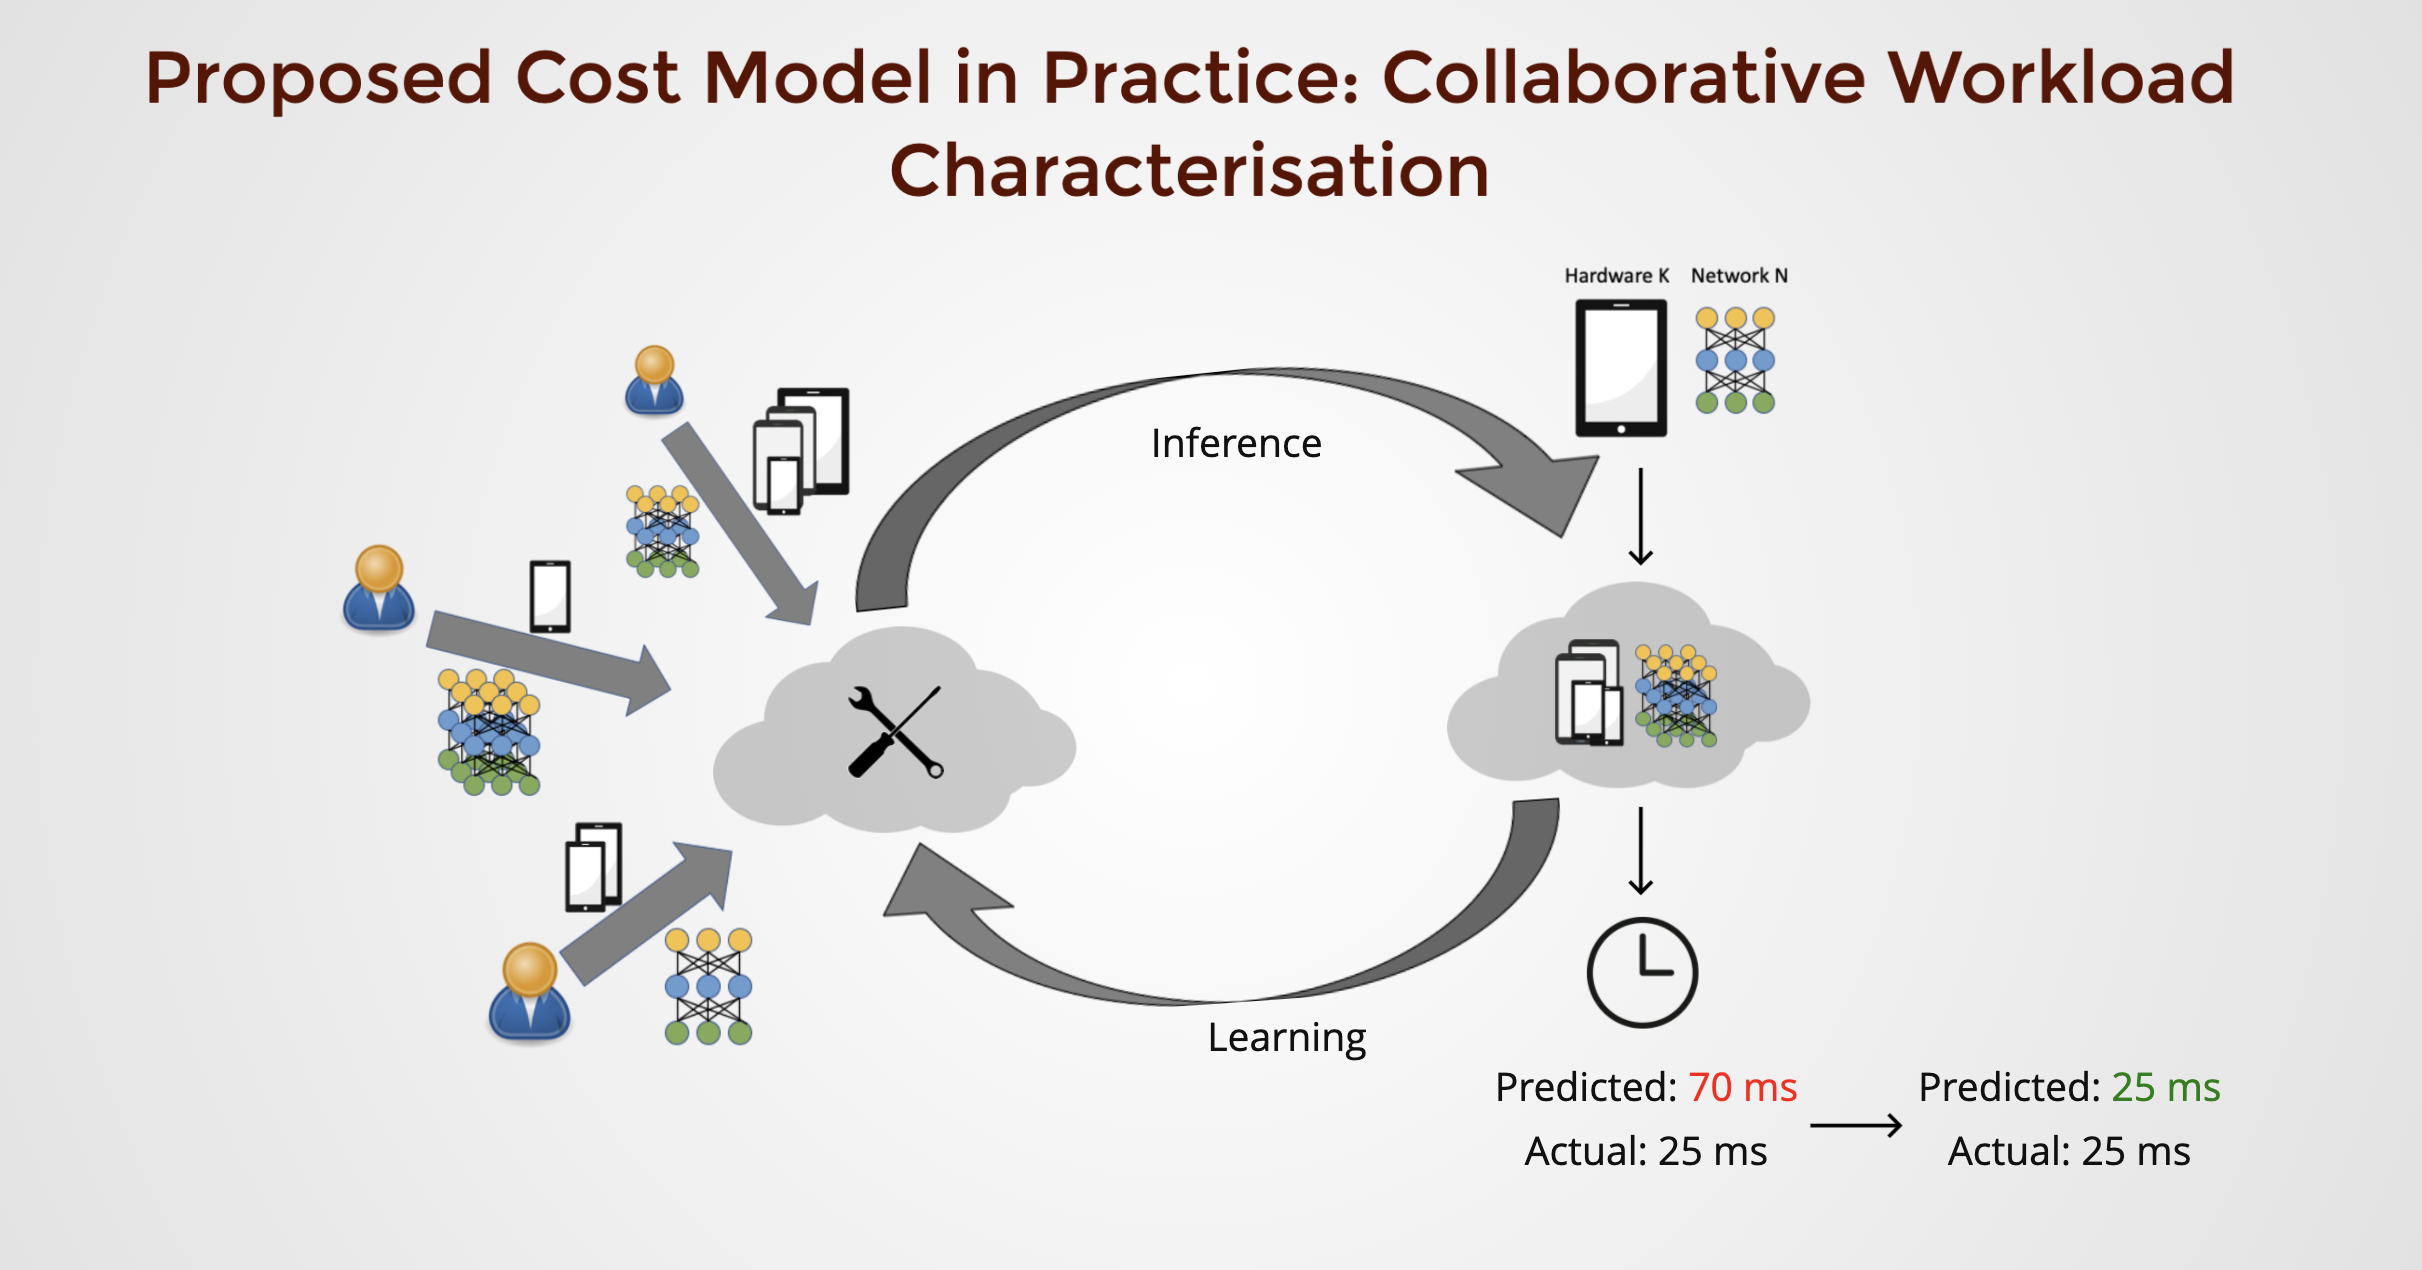 Proposed Cost Model in Practice: Collaborative Workload
Characterisation
Hardware K Network N
Inference
Learning
Predicted: 70 ms
Actual: 25 ms
Predicted: 25 ms
Actual: 25 ms